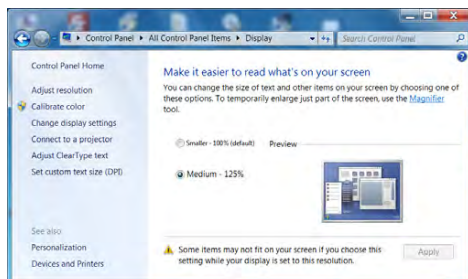 Control Panel ▸ All Control Panel Items ▸ Display
Search Control Panel
Control Panel Home
Adjust resolution
Calibrate color
Change display settings
Connect to a projector
Adjust ClearType text
Set custom text size (DPI)
See also
Personalization
Devices and Printers
Make it easier to read what's on your screen
You can change the size of text and other items on your screen by choosing one of
these options. To temporarily enlarge just part of the screen, use the Magnifier
tool.
Smaller - 100% (default)
Preview
Medium - 125%
Some items may not fit on your screen if you choose this
setting while your display is set to this resolution.
Apply